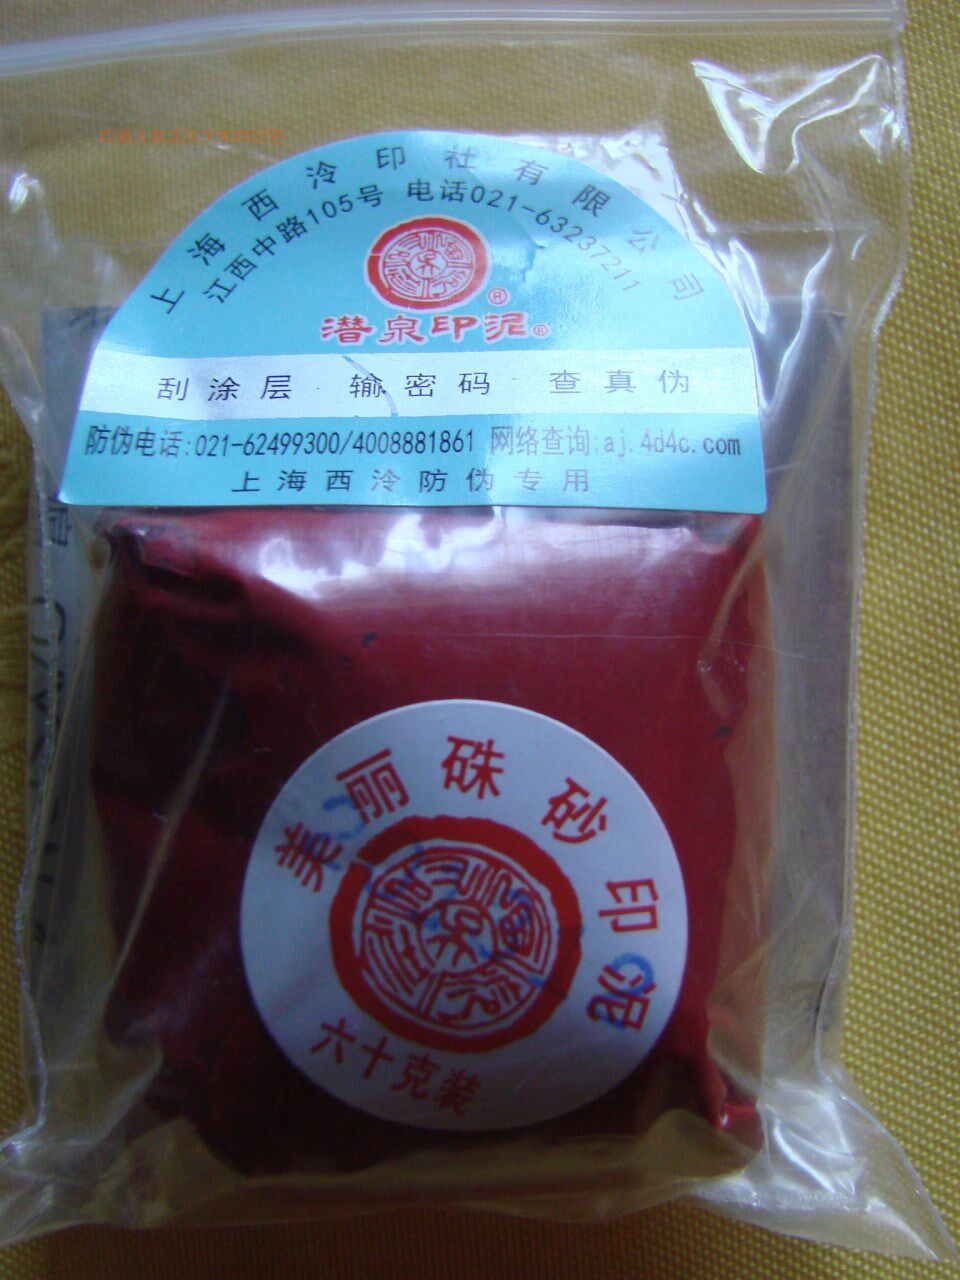 上海西泠印社有限公司
江西中路105号 电话021-63237211
潜泉印泥®
刮涂层 输密码 查真伪
防伪电话:021-62499300/4008881861 网络查询:aj.4d4c.com
上海西泠防伪专用
美丽硃砂印泥
六十克装